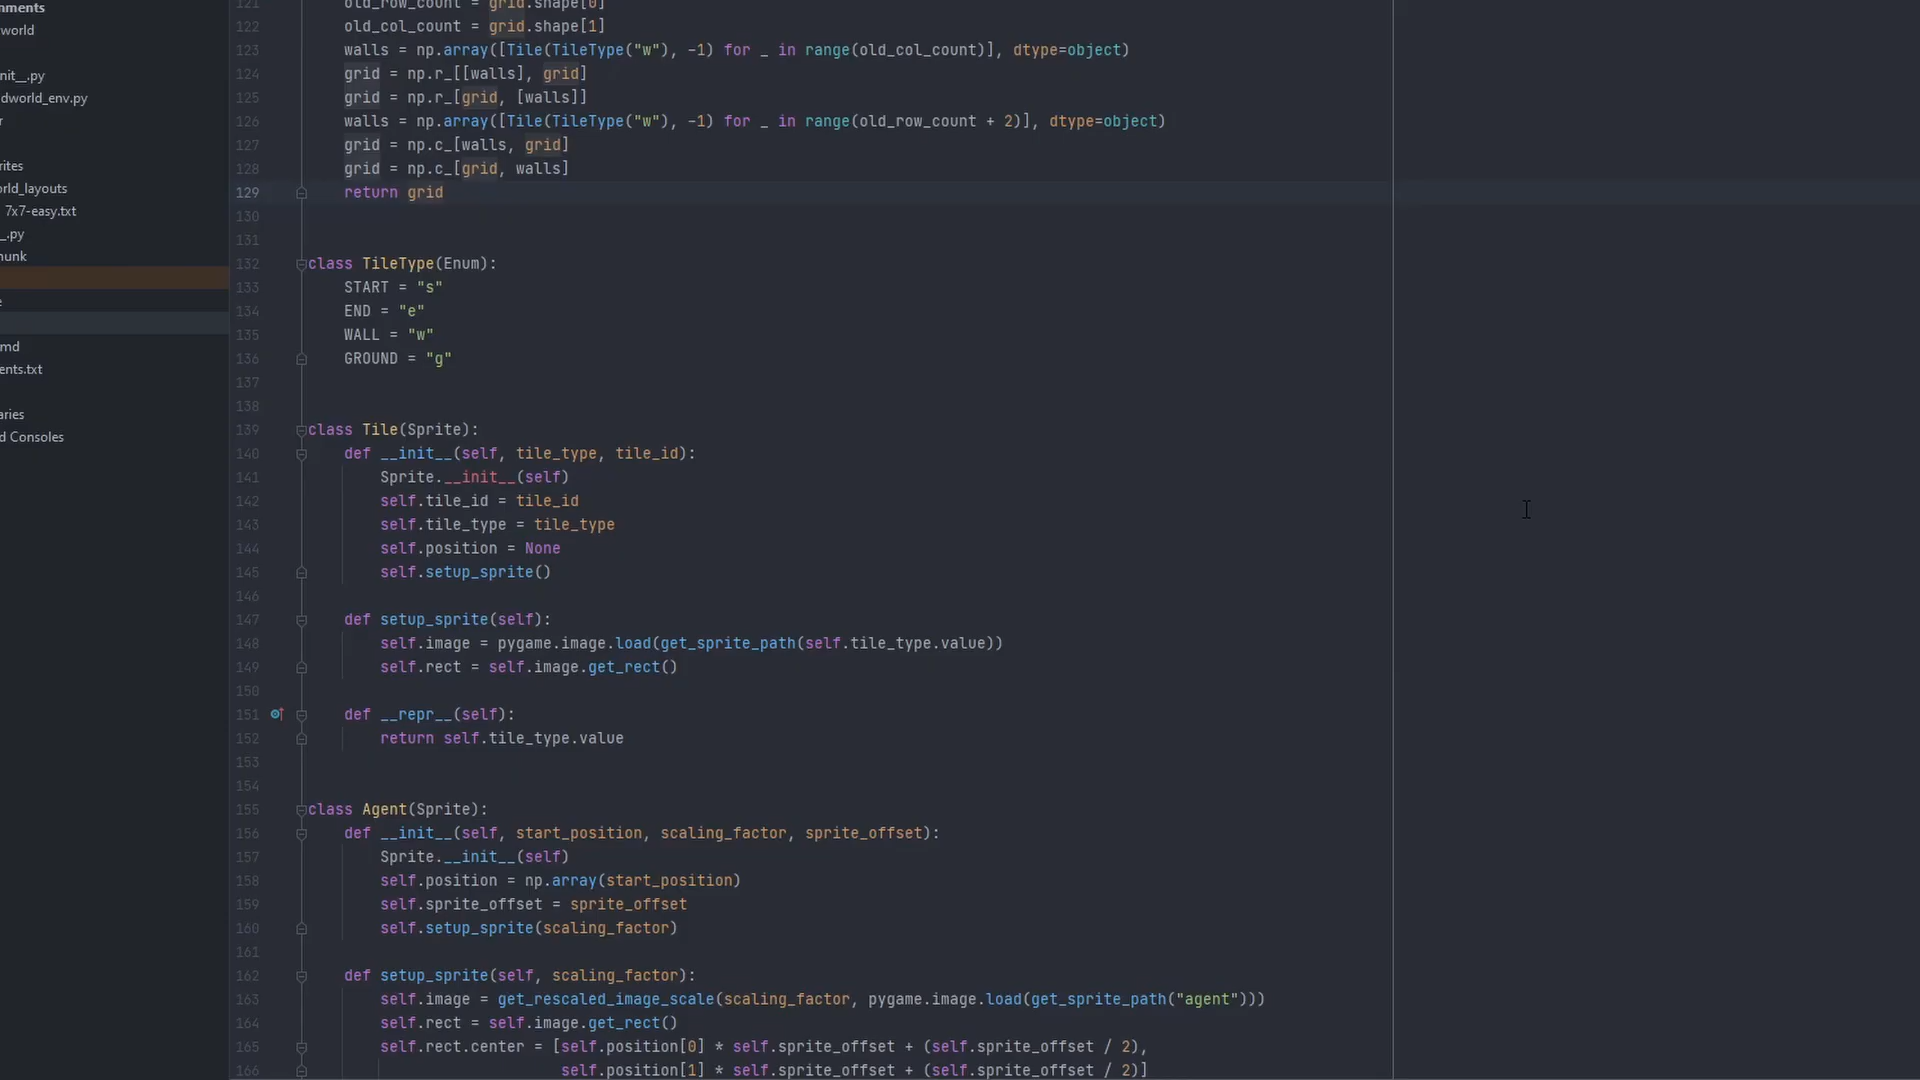 mments
world
nit__.py
dworld_env.py
r
rites
orld_layouts
7x7-easy.txt
_.py
hunk
e
md
ents.txt
aries
d Consoles
121 old_row_count = grid.shape[0]
122 old_col_count = grid.shape[1]
123 walls = np.array([Tile(TileType("w"), -1) for _ in range(old_col_count)], dtype=object)
124 grid = np.r_[[walls], grid]
125 grid = np.r_[grid, [walls]]
126 walls = np.array([Tile(TileType("w"), -1) for _ in range(old_row_count + 2)], dtype=object)
127 grid = np.c_[walls, grid]
128 grid = np.c_[grid, walls]
129 return grid
130
131
132 class TileType(Enum):
133 START = "s"
134 END = "e"
135 WALL = "w"
136 GROUND = "g"
137
138
139 class Tile(Sprite):
140 def __init__(self, tile_type, tile_id):
141 Sprite.__init__(self)
142 self.tile_id = tile_id
143 self.tile_type = tile_type
144 self.position = None
145 self.setup_sprite()
146
147 def setup_sprite(self):
148 self.image = pygame.image.load(get_sprite_path(self.tile_type.value))
149 self.rect = self.image.get_rect()
150
151 def __repr__(self):
152 return self.tile_type.value
153
154
155 class Agent(Sprite):
156 def __init__(self, start_position, scaling_factor, sprite_offset):
157 Sprite.__init__(self)
158 self.position = np.array(start_position)
159 self.sprite_offset = sprite_offset
160 self.setup_sprite(scaling_factor)
161
162 def setup_sprite(self, scaling_factor):
163 self.image = get_rescaled_image_scale(scaling_factor, pygame.image.load(get_sprite_path("agent")))
164 self.rect = self.image.get_rect()
165 self.rect.center = [self.position[0] * self.sprite_offset + (self.sprite_offset / 2),
166 self.position[1] * self.sprite_offset + (self.sprite_offset / 2)]